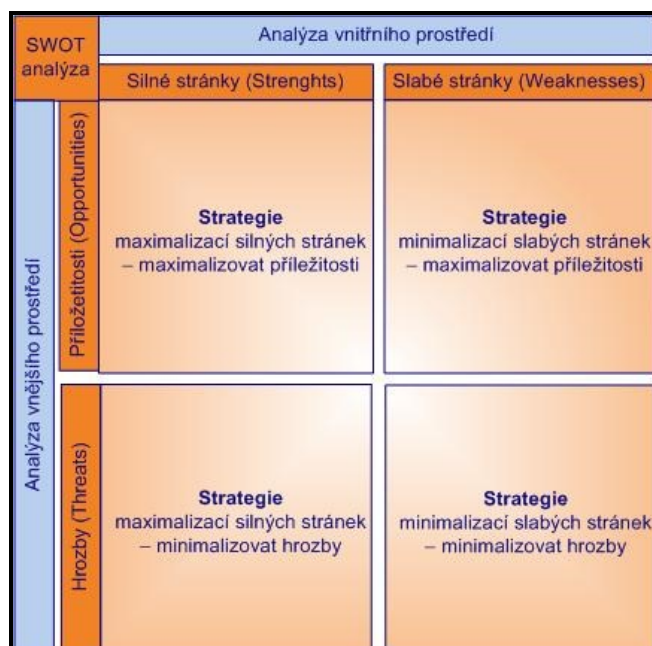 SWOT
analýza
Analýza vnitřního prostředí
Silné stránky (Strenghts)
Slabé stránky (Weaknesses)
Analýza vnějšího prostředí
Příložetitosti (Opportunities)
Strategie
maximalizací silných stránek
– maximalizovat příležitosti
Strategie
minimalizací slabých stránek
– maximalizovat příležitosti
Hrozby (Threats)
Strategie
maximalizací silných stránek
– minimalizovat hrozby
Strategie
minimalizací slabých stránek
– minimalizovat hrozby